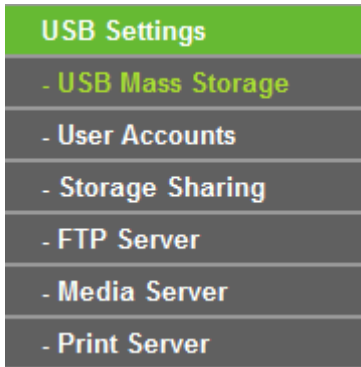 USB Settings
- USB Mass Storage
- User Accounts
- Storage Sharing
- FTP Server
- Media Server
- Print Server